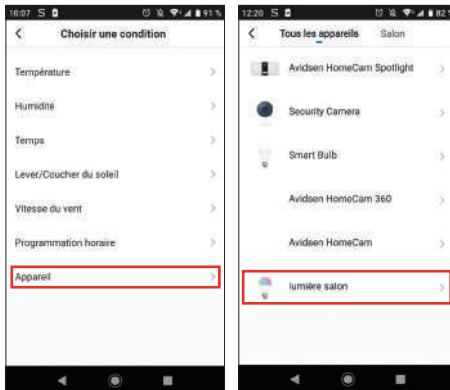 10:07 S 91 %
Choisir une condition
Température
Humidité
Temps
Lever/Coucher du soleil
Vitesse du vent
Programmation horaire
Appareil
12:20 S 82 %
Tous les appareils Salon
Avidsen HomeCam Spotlight
Security Camera
Smart Bulb
Avidsen HomeCam 360
Avidsen HomeCam
lumière salon